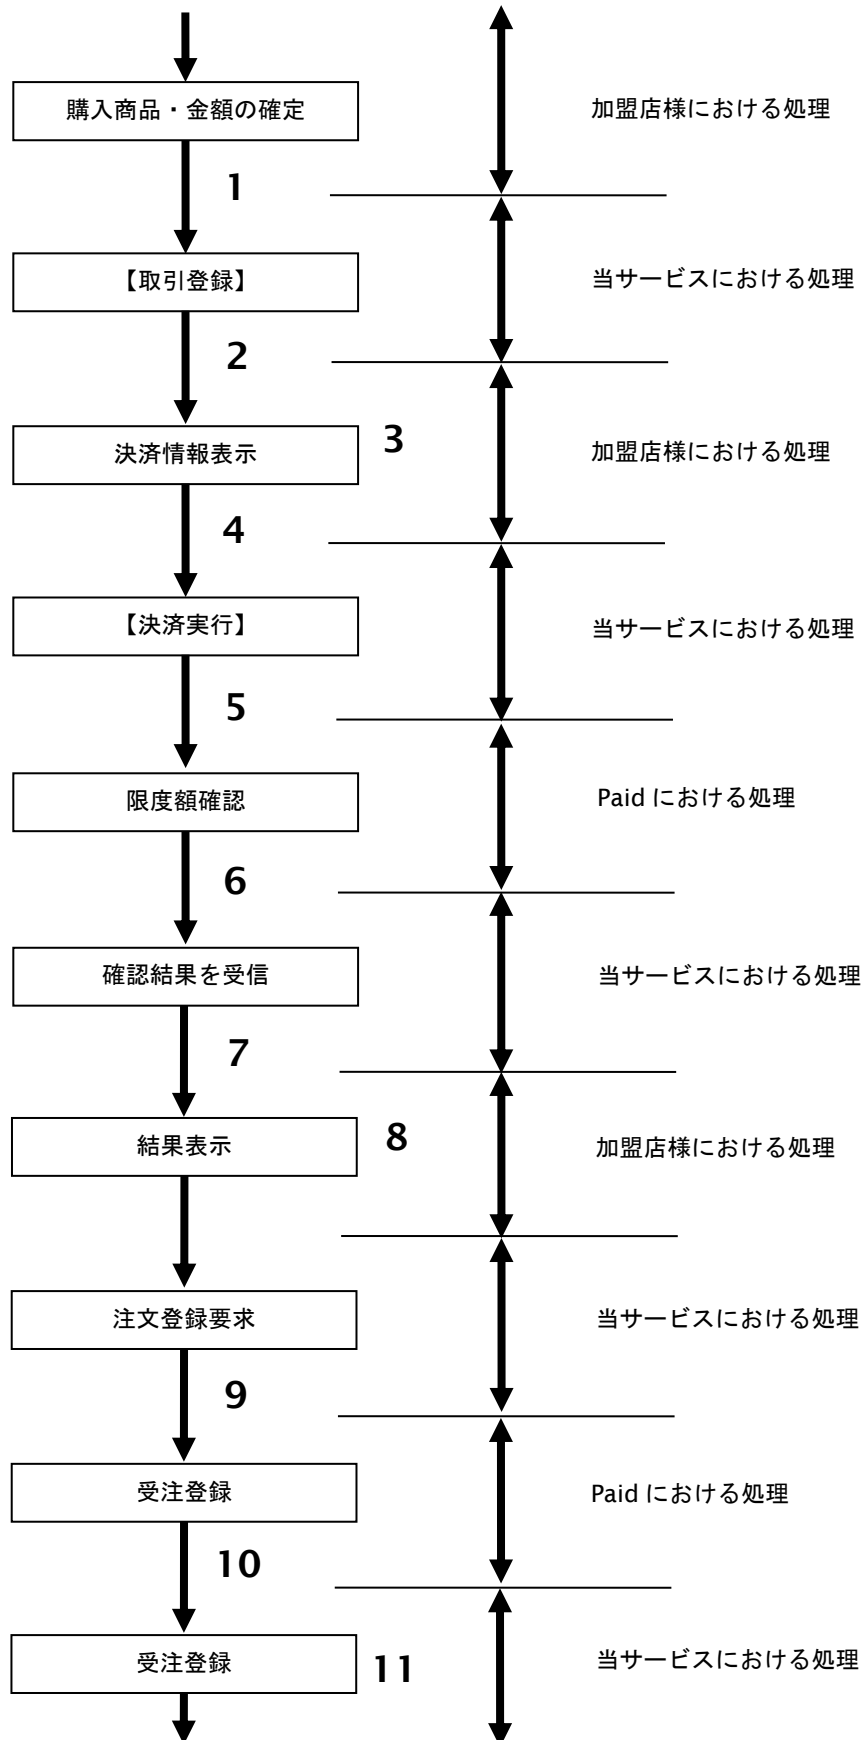 購入商品・金額の確定
加盟店様における処理
1
【取引登録】
当サービスにおける処理
2
決済情報表示
3
加盟店様における処理
4
【決済実行】
当サービスにおける処理
5
限度額確認
Paid における処理
6
確認結果を受信
当サービスにおける処理
7
結果表示
8
加盟店様における処理
注文登録要求
当サービスにおける処理
9
受注登録
Paid における処理
10
受注登録
11
当サービスにおける処理